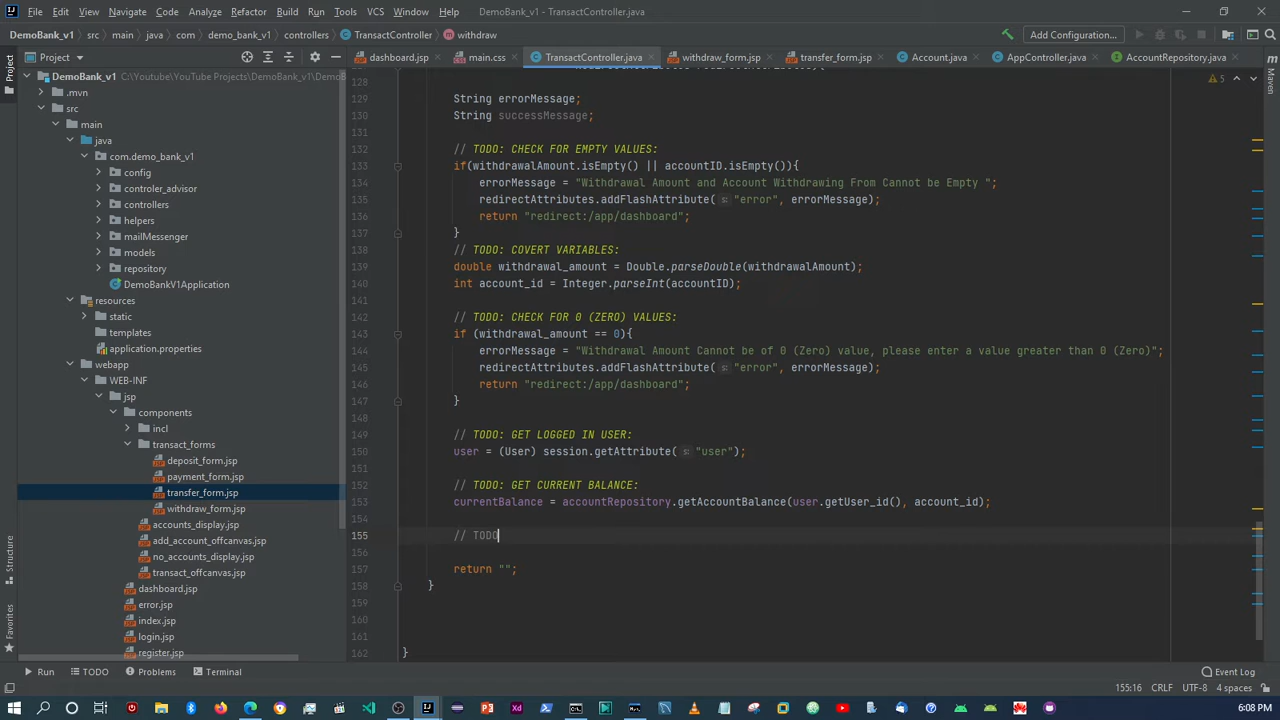 File Edit View Navigate Code Analyze Refactor Build Run Tools VCS Window Help DemoBank_v1 - TransactController.java
DemoBank_v1 src main java com demo_bank_v1 controllers TransactController withdraw Add Configuration...
Project dashboard.jsp main.css TransactController.java withdraw_form.jsp transfer_form.jsp Account.java AppController.java AccountRepository.java
Project
Maven
Structure
Favorites
DemoBank_v1 C:\Youtube\YouTube Projects\DemoBank_v1\Demo
.mvn
src
main
java
com.demo_bank_v1
config
controler_advisor
controllers
helpers
mailMessenger
models
repository
DemoBankV1Application
resources
static
templates
application.properties
webapp
WEB-INF
jsp
components
incl
transact_forms
deposit_form.jsp
payment_form.jsp
transfer_form.jsp
withdraw_form.jsp
accounts_display.jsp
add_account_offcanvas.jsp
no_accounts_display.jsp
transact_offcanvas.jsp
dashboard.jsp
error.jsp
index.jsp
login.jsp
register.jsp
5
128
129 String errorMessage;
130 String successMessage;
131
132 // TODO: CHECK FOR EMPTY VALUES:
133 if(withdrawalAmount.isEmpty() || accountID.isEmpty()){
134 errorMessage = "Withdrawal Amount and Account Withdrawing From Cannot be Empty ";
135 redirectAttributes.addFlashAttribute( s: "error", errorMessage);
136 return "redirect:/app/dashboard";
137 }
138 // TODO: COVERT VARIABLES:
139 double withdrawal_amount = Double.parseDouble(withdrawalAmount);
140 int account_id = Integer.parseInt(accountID);
141
142 // TODO: CHECK FOR 0 (ZERO) VALUES:
143 if (withdrawal_amount == 0){
144 errorMessage = "Withdrawal Amount Cannot be of 0 (Zero) value, please enter a value greater than 0 (Zero)";
145 redirectAttributes.addFlashAttribute( s: "error", errorMessage);
146 return "redirect:/app/dashboard";
147 }
148
149 // TODO: GET LOGGED IN USER:
150 user = (User) session.getAttribute( s: "user");
151
152 // TODO: GET CURRENT BALANCE:
153 currentBalance = accountRepository.getAccountBalance(user.getUser_id(), account_id);
154
155 // TODO
156
157 return "";
158 }
159
160
161
162 }
Run TODO Problems Terminal Event Log
155:16 CRLF UTF-8 4 spaces
6:08 PM